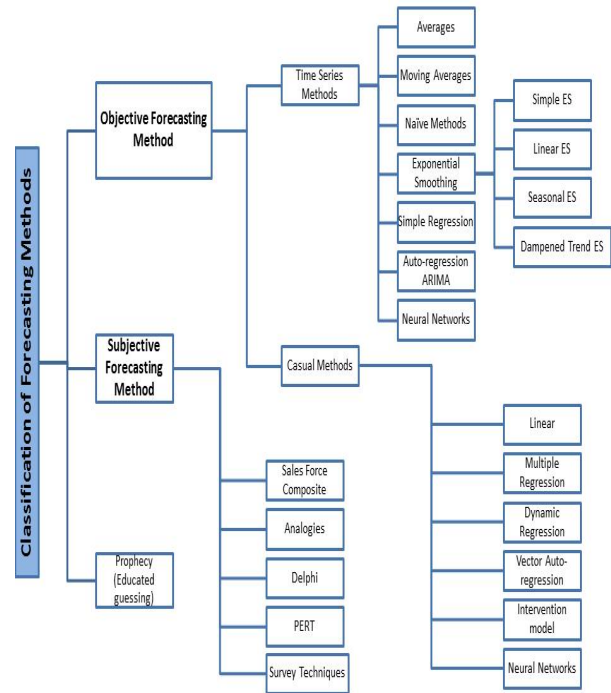 Classification of Forecasting Methods
Objective Forecasting
Method
Time Series
Methods
Averages
Moving Averages
Naïve Methods
Exponential
Smoothing
Simple ES
Linear ES
Seasonal ES
Dampened Trend ES
Simple Regression
Auto-regression
ARIMA
Neural Networks
Casual Methods
Linear
Multiple
Regression
Dynamic
Regression
Vector Auto-
regression
Intervention
model
Neural Networks
Subjective
Forecasting
Method
Sales Force
Composite
Analogies
Delphi
PERT
Survey Techniques
Prophecy
(Educated
guessing)